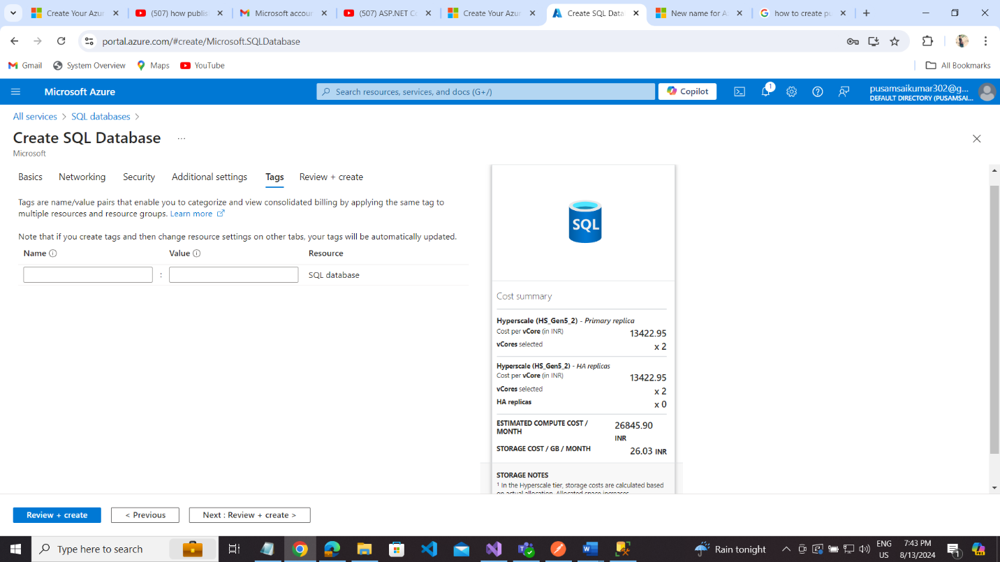 Create Your Azur
(507) how publis
Microsoft accour
(507) ASP.NET C
Create Your Azur
Create SQL Data
New name for A
how to create pu
portal.azure.com/#create/Microsoft.SQLDatabase
Gmail
System Overview
Maps
YouTube
All Bookmarks
Microsoft Azure
Search resources, services, and docs (G+/)
Copilot
1
pusamsaikumar302@g...
DEFAULT DIRECTORY (PUSAMSAI...
All services > SQL databases >
Create SQL Database ...
Microsoft
Basics
Networking
Security
Additional settings
Tags
Review + create
Tags are name/value pairs that enable you to categorize and view consolidated billing by applying the same tag to
multiple resources and resource groups. Learn more
Note that if you create tags and then change resource settings on other tabs, your tags will be automatically updated.
Name
Value
Resource
:
SQL database
SQL
Cost summary
Hyperscale (HS_Gen5_2) - Primary replica
Cost per vCore (in INR) 13422.95
vCores selected x 2
Hyperscale (HS_Gen5_2) - HA replicas
Cost per vCore (in INR) 13422.95
vCores selected x 2
HA replicas x 0
ESTIMATED COMPUTE COST / MONTH 26845.90 INR
STORAGE COST / GB / MONTH 26.03 INR
STORAGE NOTES
¹ In the Hyperscale tier, storage costs are calculated based
on actual allocation. Allocated space increases
Review + create
< Previous
Next : Review + create >
Type here to search
Rain tonight
ENG
US
7:43 PM
8/13/2024
1
PRE